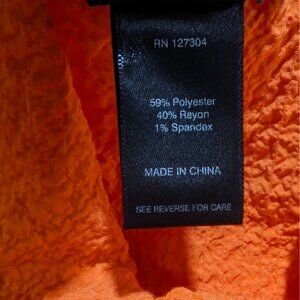 RN 127304
59% Polyester
40% Rayon
1% Spandex
MADE IN CHINA
SEE REVERSE FOR CARE